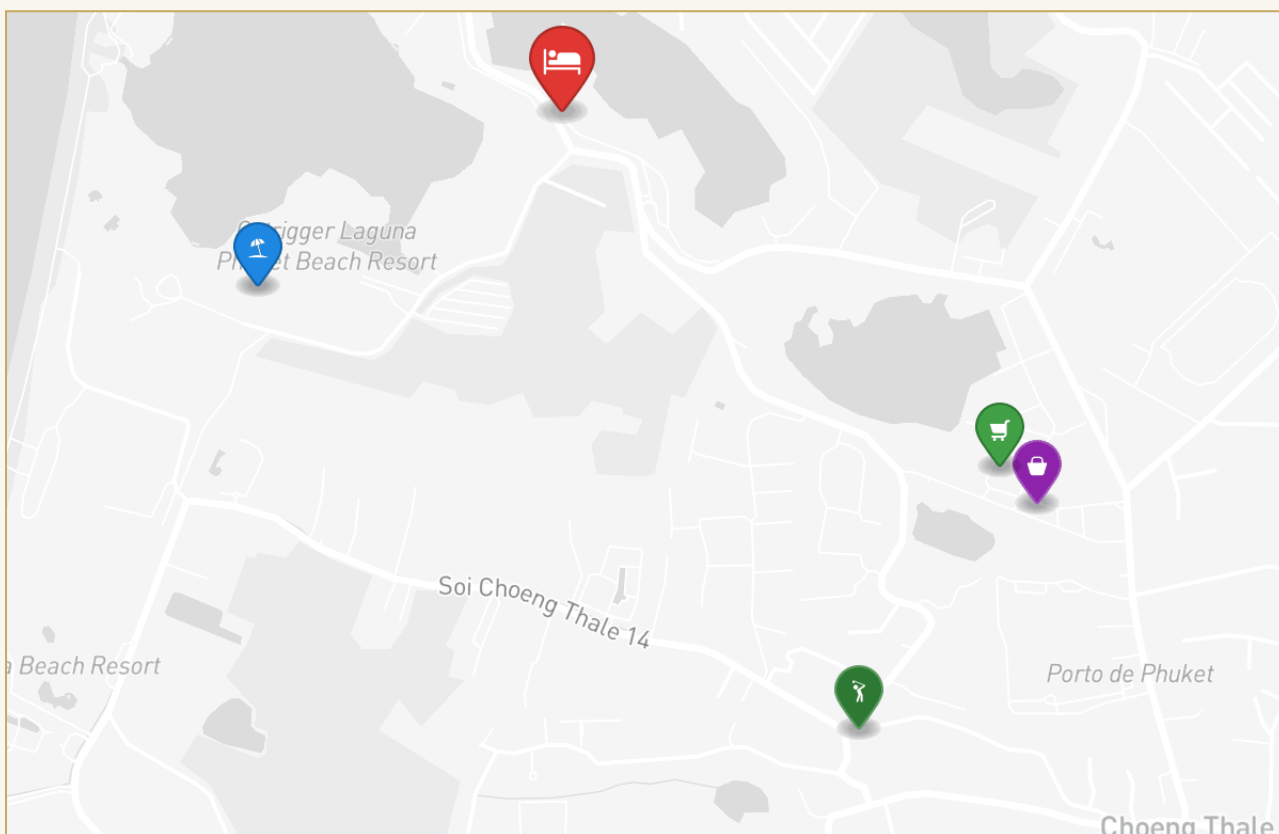 Laguna
Beach Resort
Soi Choeng Thale 14
a Beach Resort
Porto de Phuket
Choeng Thale